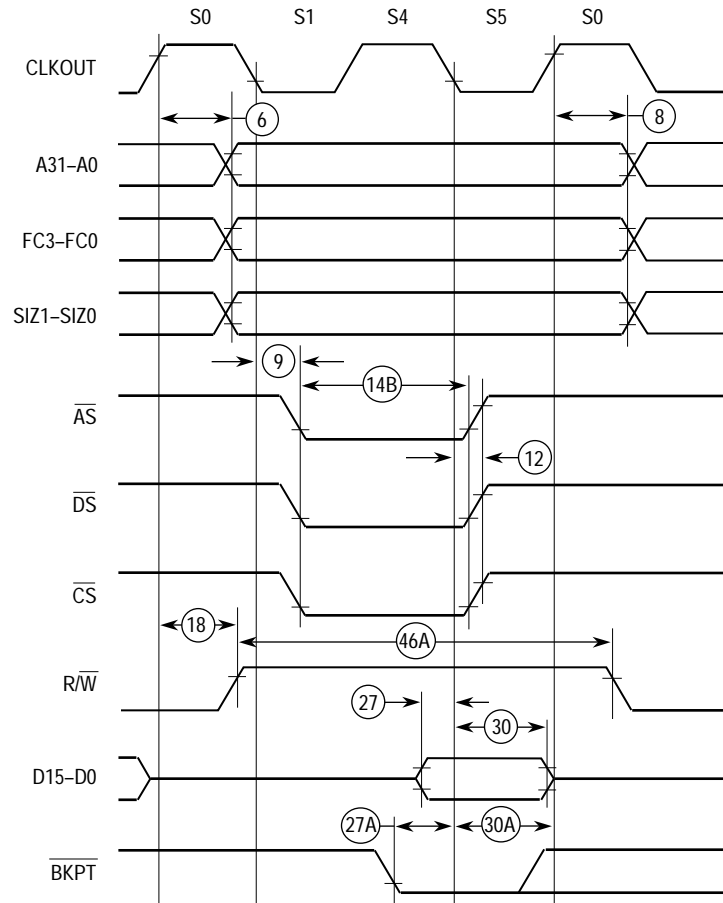 S0 S1 S4 S5 S0
CLKOUT
6 8
A31–A0
FC3–FC0
SIZ1–SIZ0
9
14B
AS
12
DS
CS
18
46A
R/W
27
30
D15–D0
27A 30A
BKPT